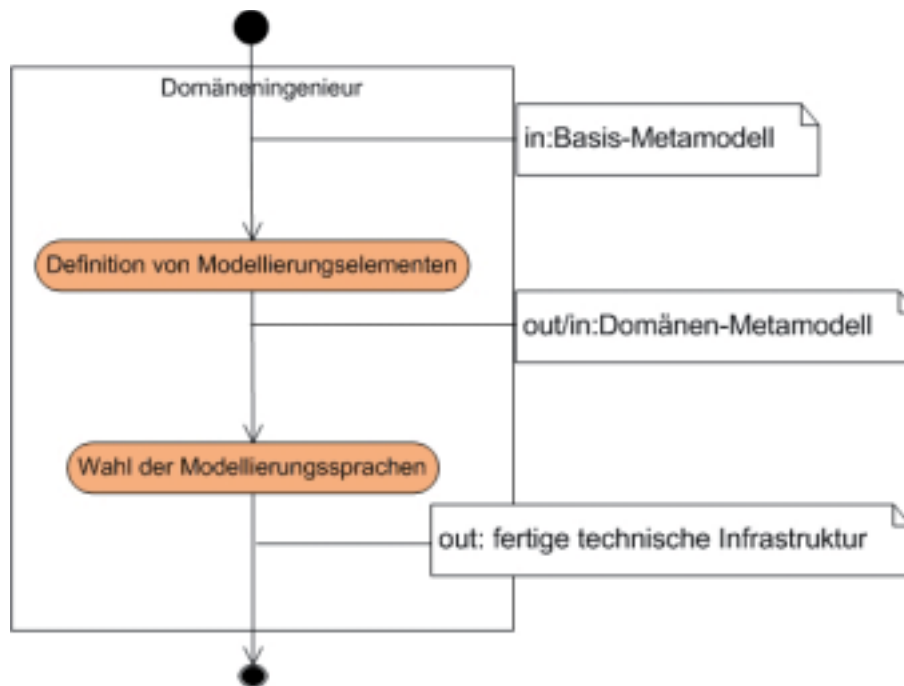 Domäneningenieur
in:Basis-Metamodell
Definition von Modellierungselementen
out/in:Domänen-Metamodell
Wahl der Modellierungssprachen
out: fertige technische Infrastruktur